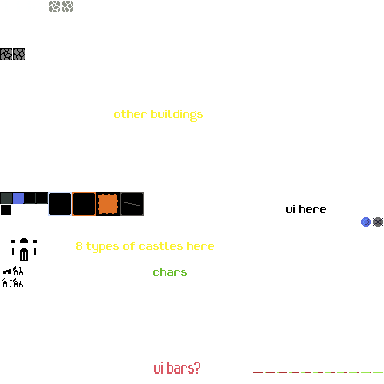 other buildings
ui here
6 types of castles here
chars
ui bars?